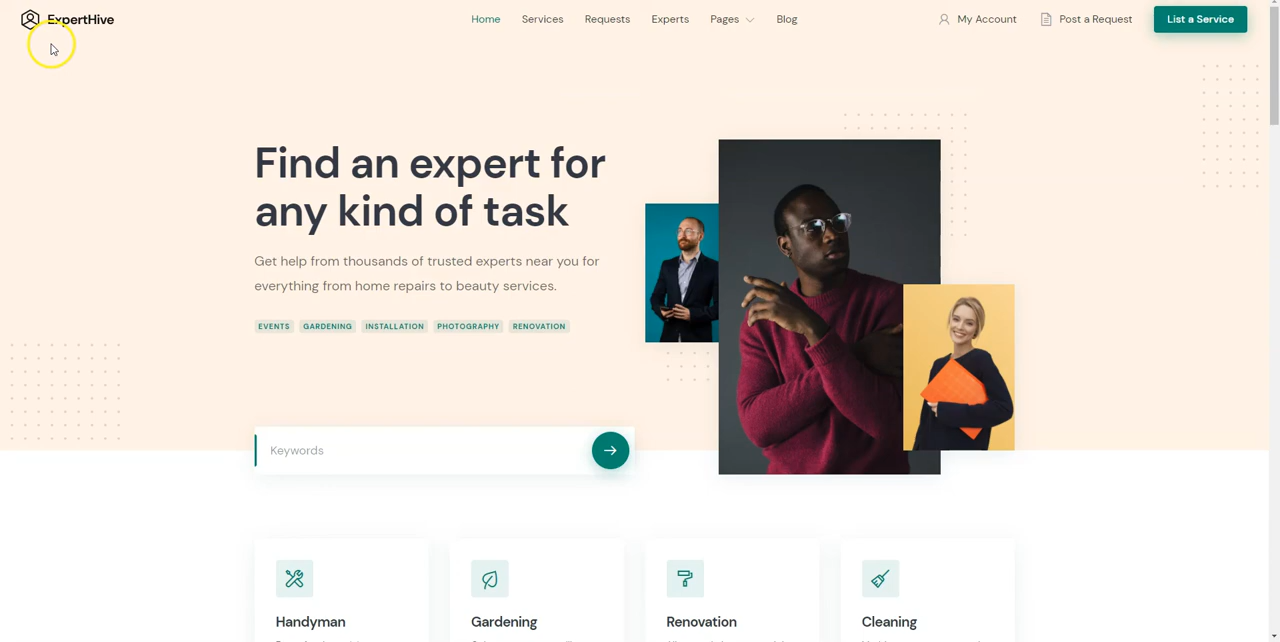 ExpertHive
Home Services Requests Experts Pages Blog
My Account Post a Request List a Service
Find an expert for
any kind of task
Get help from thousands of trusted experts near you for
everything from home repairs to beauty services.
EVENTS GARDENING INSTALLATION PHOTOGRAPHY RENOVATION
Keywords
Handyman Gardening Renovation Cleaning